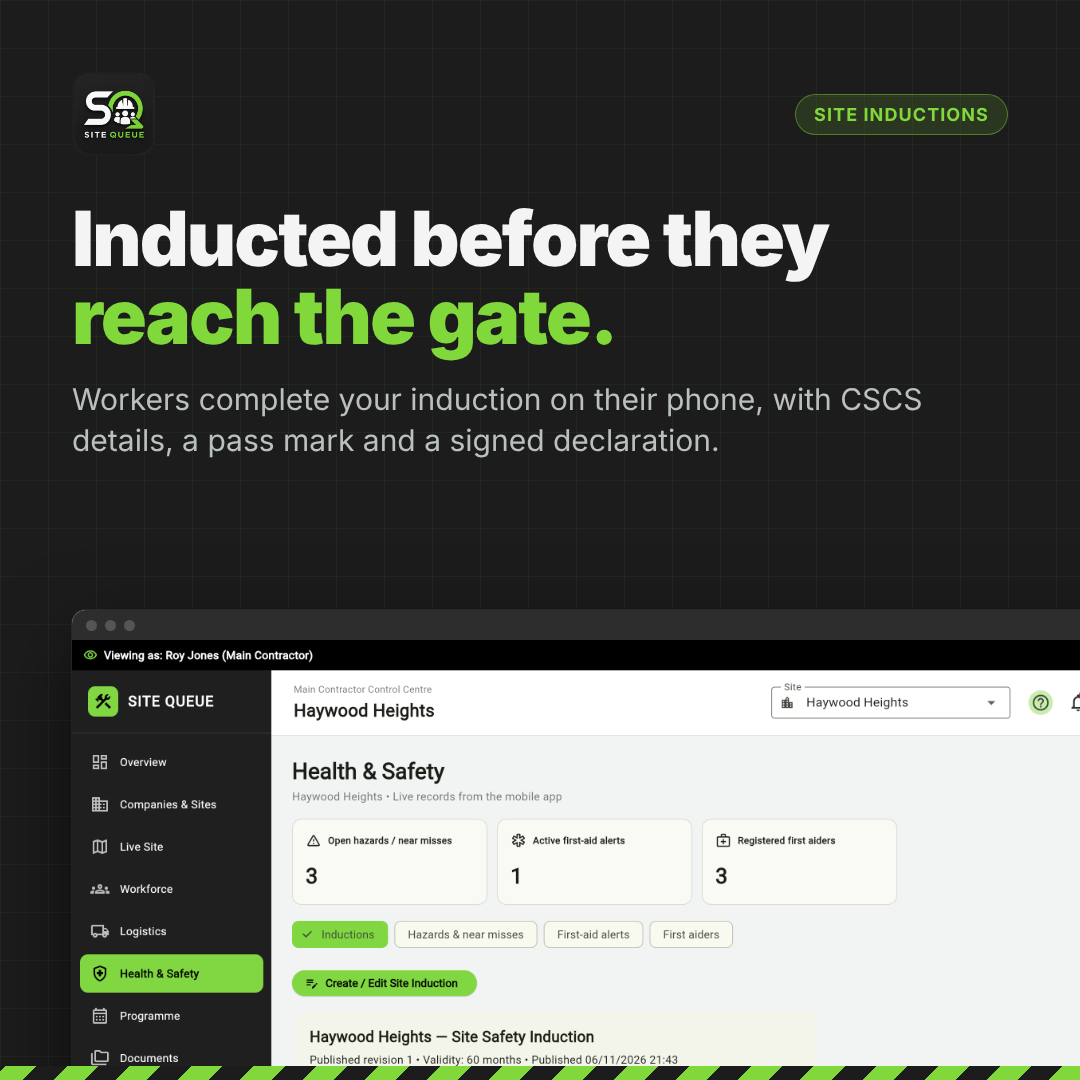 SQ
SITE QUEUE
SITE INDUCTIONS
Inducted before they
reach the gate.
Workers complete your induction on their phone, with CSCS
details, a pass mark and a signed declaration.
Viewing as: Roy Jones (Main Contractor)
SITE QUEUE
Main Contractor Control Centre
Haywood Heights
Site
Haywood Heights
Overview
Companies & Sites
Live Site
Workforce
Logistics
Health & Safety
Programme
Documents
Health & Safety
Haywood Heights • Live records from the mobile app
Open hazards / near misses
3
Active first-aid alerts
1
Registered first aiders
3
Inductions
Hazards & near misses
First-aid alerts
First aiders
Create / Edit Site Induction
Haywood Heights — Site Safety Induction
Published revision 1 • Validity: 60 months • Published 06/11/2026 21:43